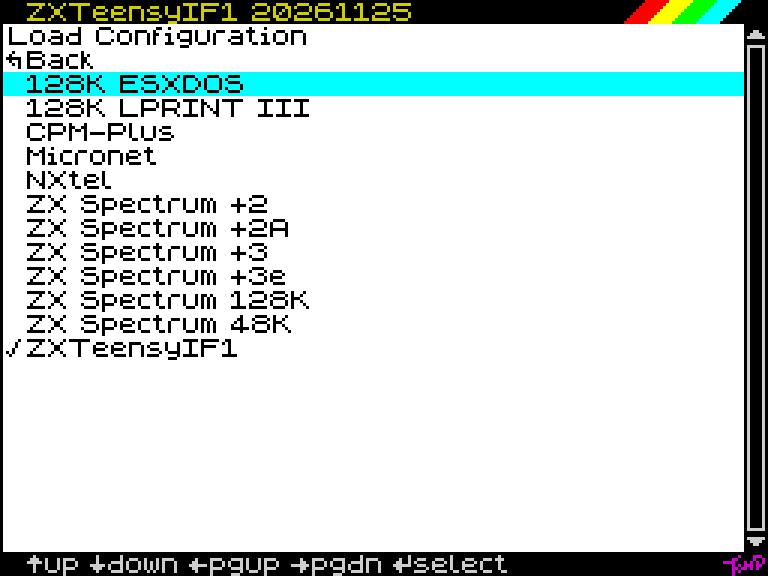 ZXTeensyIF1 20261125
Load Configuration
↰Back
128K ESXDOS
128K LPRINT III
CPM-Plus
Micronet
NXtel
ZX Spectrum +2
ZX Spectrum +2A
ZX Spectrum +3
ZX Spectrum +3e
ZX Spectrum 128K
ZX Spectrum 48K
✓ZXTeensyIF1
↑up ↓down ←pgup →pgdn ↵select